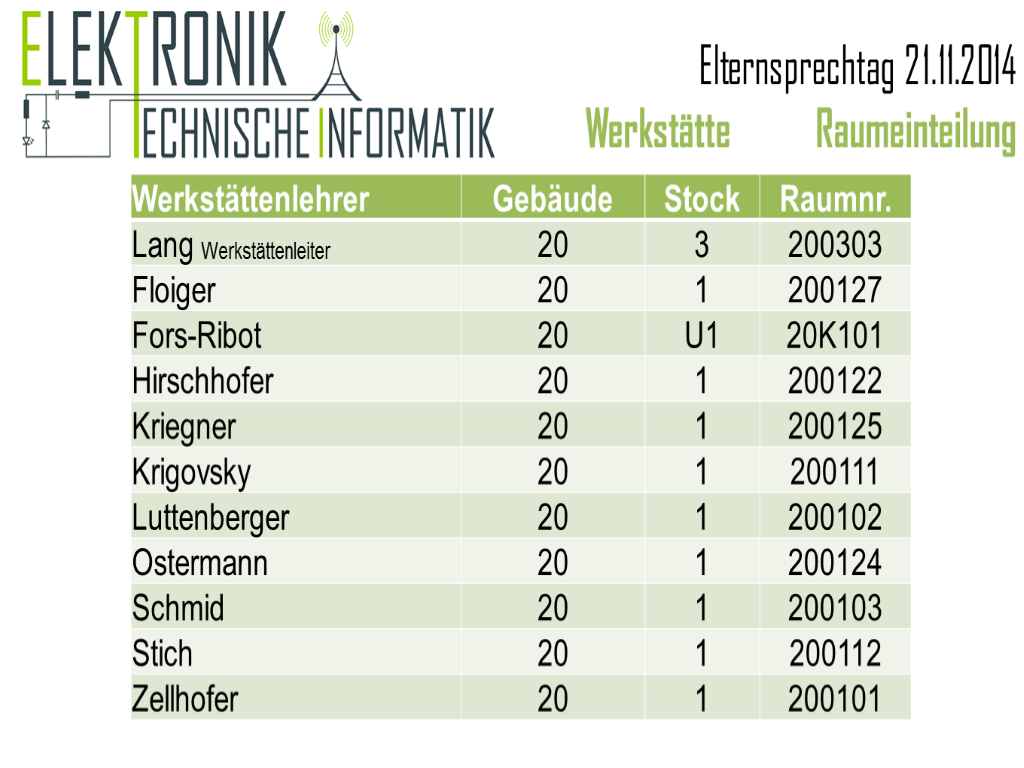 ELEKTRONIK
TECHNISCHE INFORMATIK
Elternsprechtag 21.11.2014
Werkstätte Raumeinteilung
Werkstättenlehrer Gebäude Stock Raumnr.
Lang Werkstättenleiter 20 3 200303
Floiger 20 1 200127
Fors-Ribot 20 U1 20K101
Hirschhofer 20 1 200122
Kriegner 20 1 200125
Krigovsky 20 1 200111
Luttenberger 20 1 200102
Ostermann 20 1 200124
Schmid 20 1 200103
Stich 20 1 200112
Zellhofer 20 1 200101